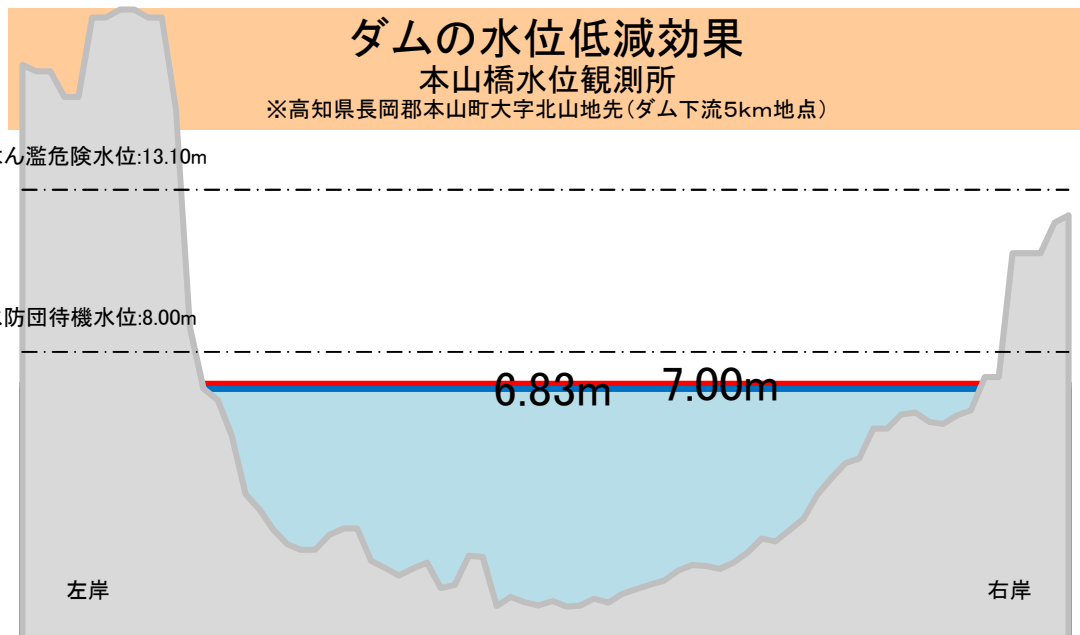 ダムの水位低減効果
本山橋水位観測所
※高知県長岡郡本山町大字北山地先(ダム下流5km地点)
ん濫危険水位:13.10m
防団待機水位:8.00m
6.83m 7.00m
左岸 右岸